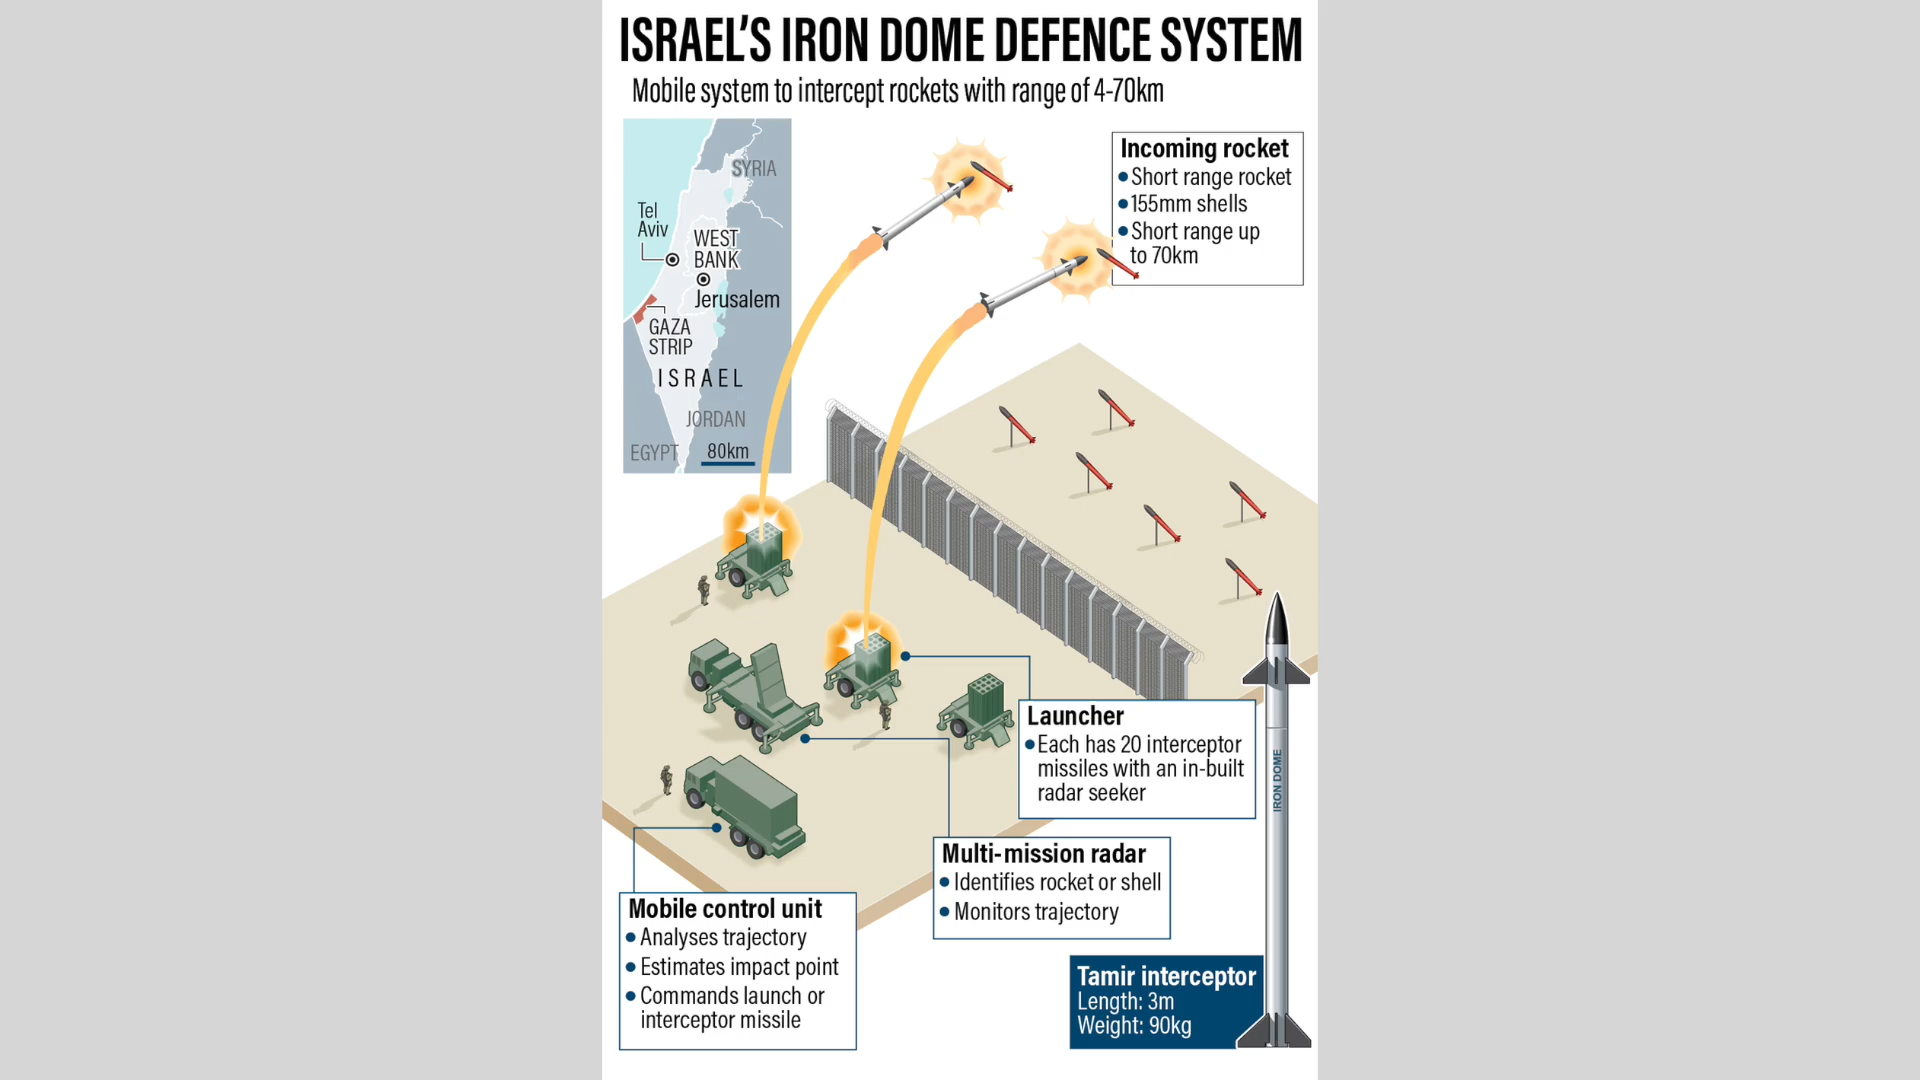 ISRAEL'S IRON DOME DEFENCE SYSTEM
Mobile system to intercept rockets with range of 4-70km
SYRIA
Tel
Aviv
WEST
BANK
Jerusalem
GAZA
STRIP
ISRAEL
JORDAN
EGYPT
80km
Incoming rocket
• Short range rocket
• 155mm shells
• Short range up
to 70km
Launcher
• Each has 20 interceptor
missiles with an in-built
radar seeker
IRON DOME
Multi-mission radar
• Identifies rocket or shell
• Monitors trajectory
Mobile control unit
• Analyses trajectory
• Estimates impact point
• Commands launch or
interceptor missile
Tamir interceptor
Length: 3m
Weight: 90kg